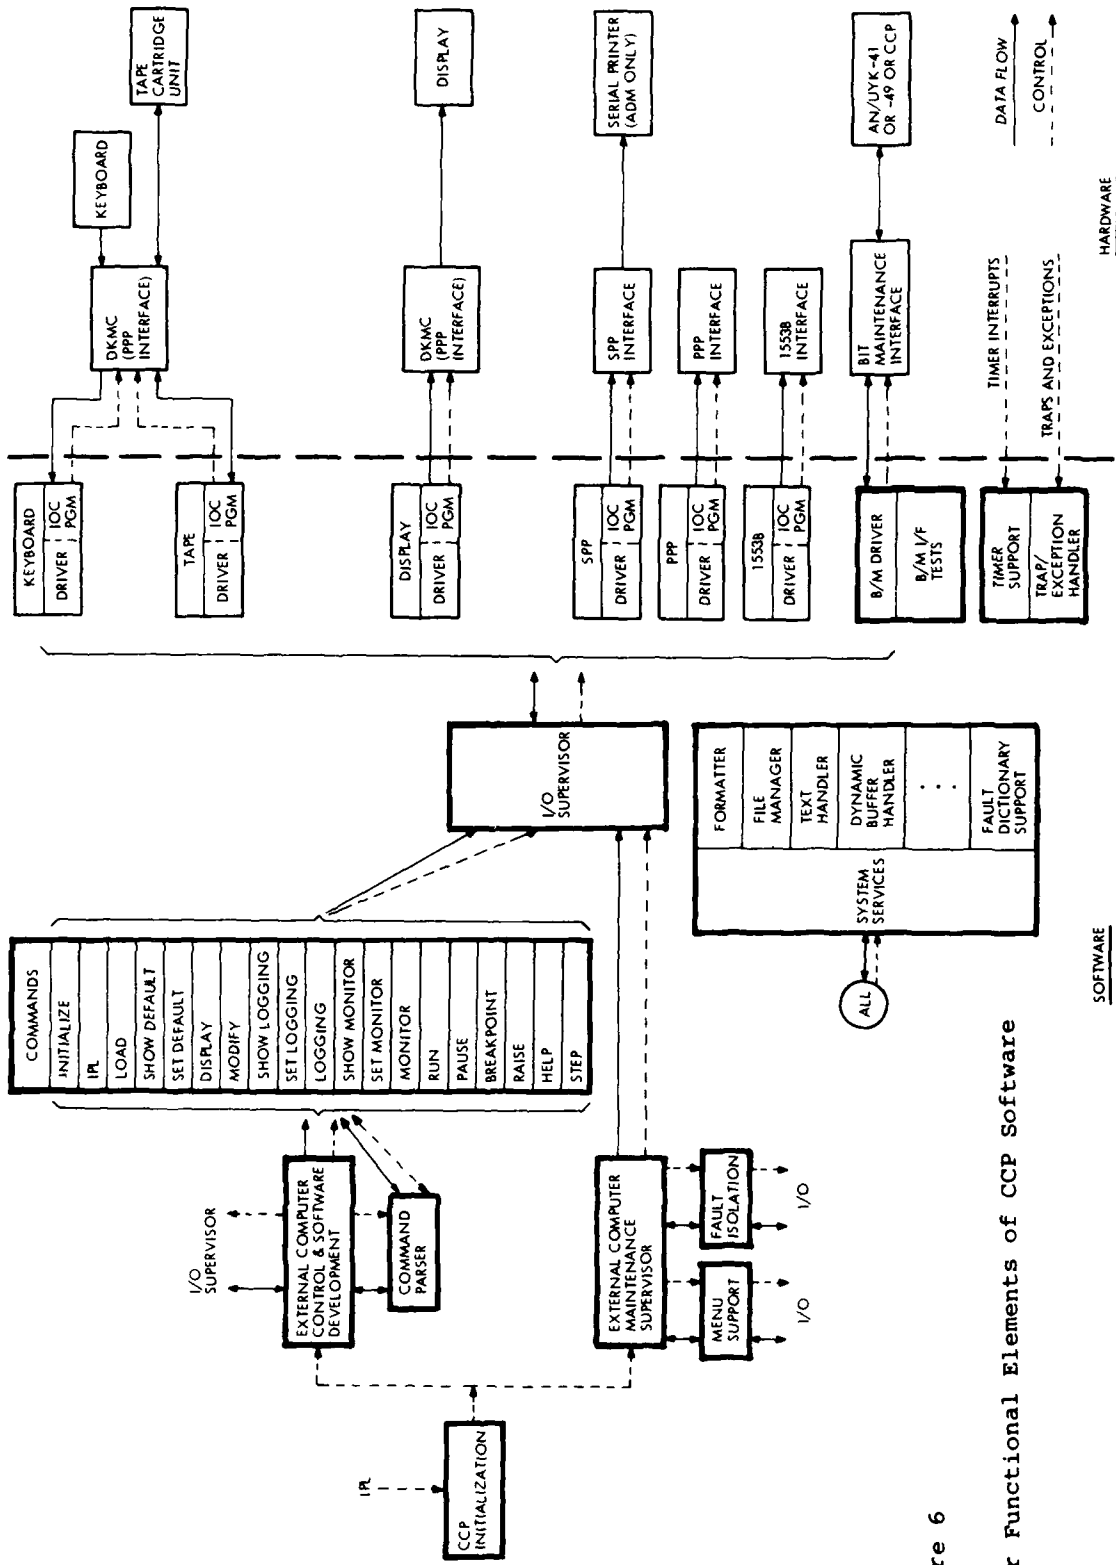 IPL
CCP
INITIALIZATION
I/O
SUPERVISOR
EXTERNAL COMPUTER
CONTROL & SOFTWARE
DEVELOPMENT
COMMAND
PARSER
EXTERNAL COMPUTER
MAINTENANCE
SUPERVISOR
MENU
SUPPORT
FAULT
ISOLATION
I/O
I/O
COMMANDS
INITIALIZE
IPL
LOAD
SHOW DEFAULT
SET DEFAULT
DISPLAY
MODIFY
SHOW LOGGING
SET LOGGING
LOGGING
SHOW MONITOR
SET MONITOR
MONITOR
RUN
PAUSE
BREAKPOINT
RAISE
HELP
STEP
I/O
SUPERVISOR
ALL
SYSTEM
SERVICES
FORMATTER
FILE
MANAGER
TEXT
HANDLER
DYNAMIC
BUFFER
HANDLER
. . .
FAULT
DICTIONARY
SUPPORT
KEYBOARD
DRIVER
IOC
PGM
TAPE
DRIVER
IOC
PGM
DISPLAY
DRIVER
IOC
PGM
SPP
DRIVER
IOC
PGM
PPP
DRIVER
IOC
PGM
1553B
DRIVER
IOC
PGM
B/M DRIVER
B/M I/F
TESTS
TIMER
SUPPORT
TRAP/
EXCEPTION
HANDLER
DKMC
(PPP
INTERFACE)
KEYBOARD
TAPE
CARTRIDGE
UNIT
DKMC
(PPP
INTERFACE)
DISPLAY
SPP
INTERFACE
SERIAL PRINTER
(ADM ONLY)
PPP
INTERFACE
1553B
INTERFACE
BIT
MAINTENANCE
INTERFACE
AN/UYK-41
OR -49 OR CCP
TIMER INTERRUPTS
TRAPS AND EXCEPTIONS
DATA FLOW
CONTROL
SOFTWARE
HARDWARE
re 6
r Functional Elements of CCP Software